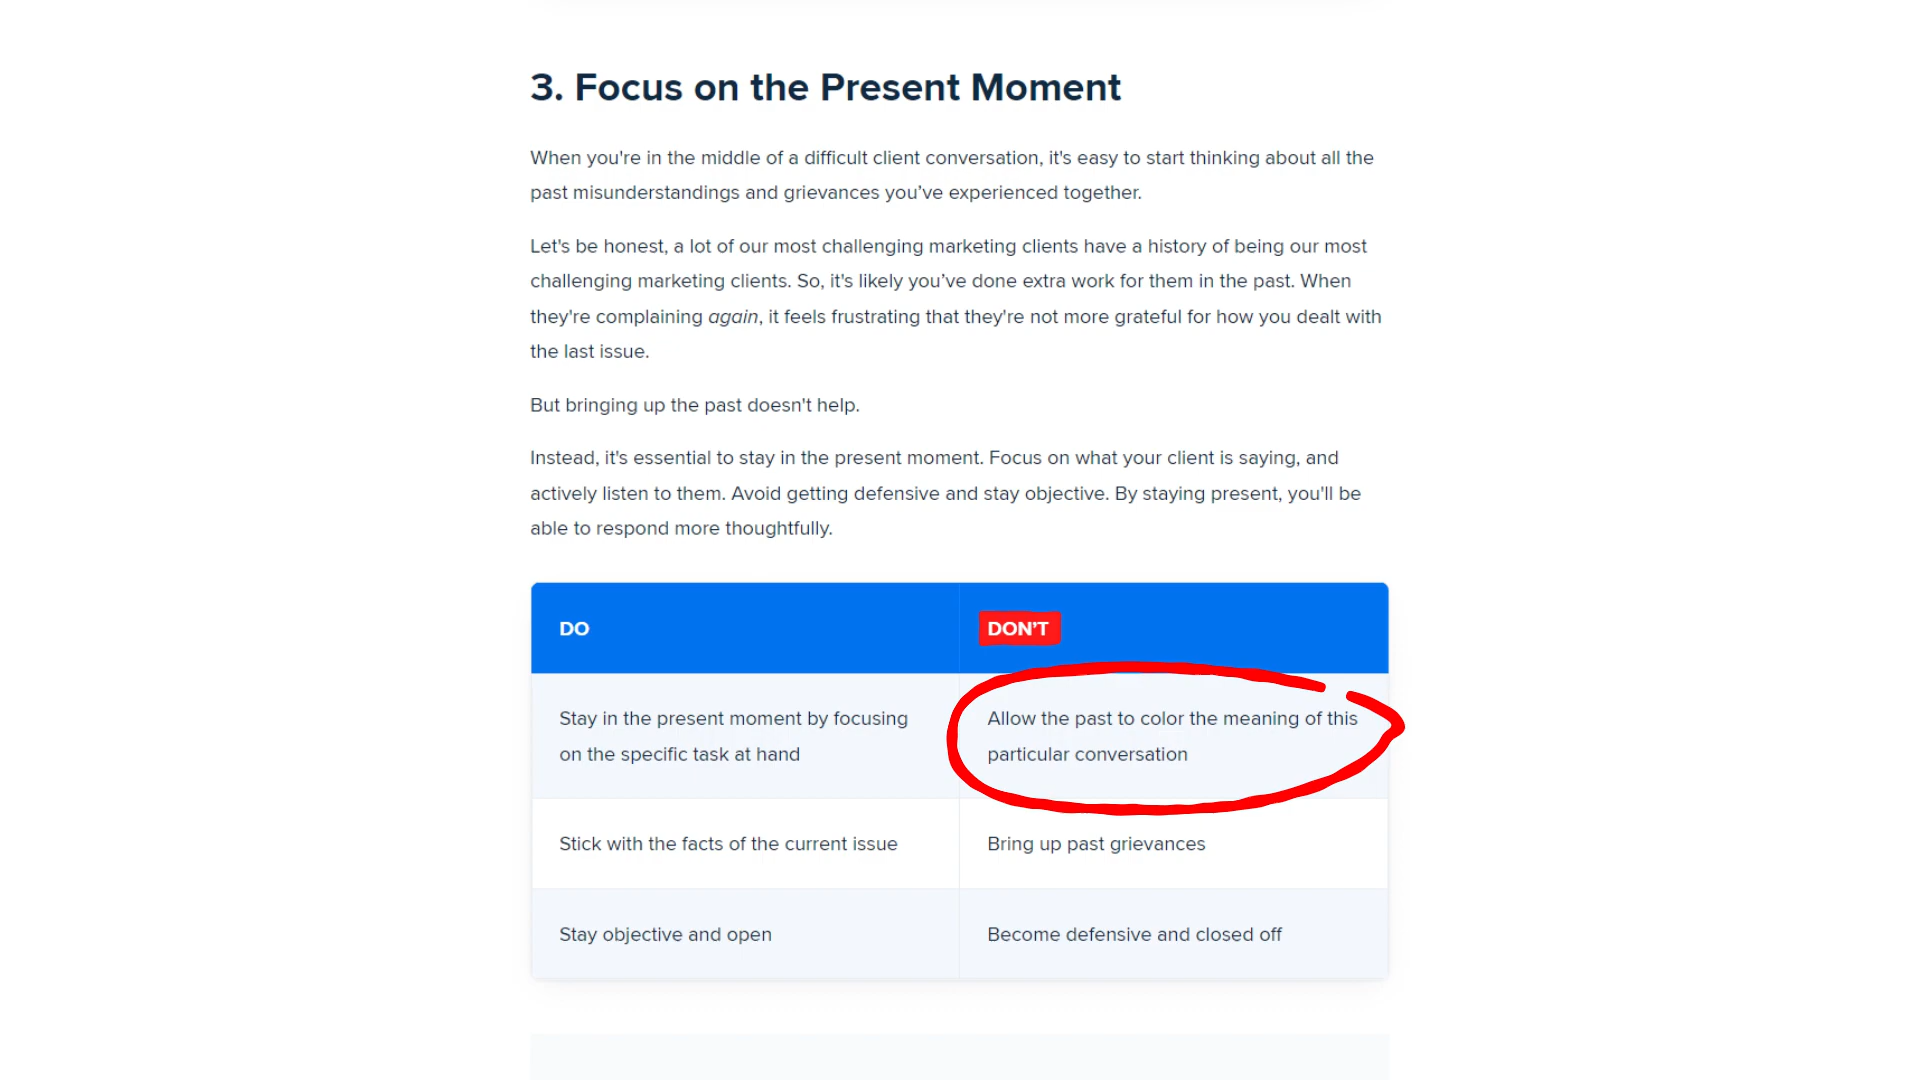 3. Focus on the Present Moment
When you're in the middle of a difficult client conversation, it's easy to start thinking about all the
past misunderstandings and grievances you’ve experienced together.
Let's be honest, a lot of our most challenging marketing clients have a history of being our most
challenging marketing clients. So, it's likely you’ve done extra work for them in the past. When
they're complaining again, it feels frustrating that they're not more grateful for how you dealt with
the last issue.
But bringing up the past doesn't help.
Instead, it's essential to stay in the present moment. Focus on what your client is saying, and
actively listen to them. Avoid getting defensive and stay objective. By staying present, you'll be
able to respond more thoughtfully.
DO
DON'T
Stay in the present moment by focusing
on the specific task at hand
Allow the past to color the meaning of this
particular conversation
Stick with the facts of the current issue
Bring up past grievances
Stay objective and open
Become defensive and closed off